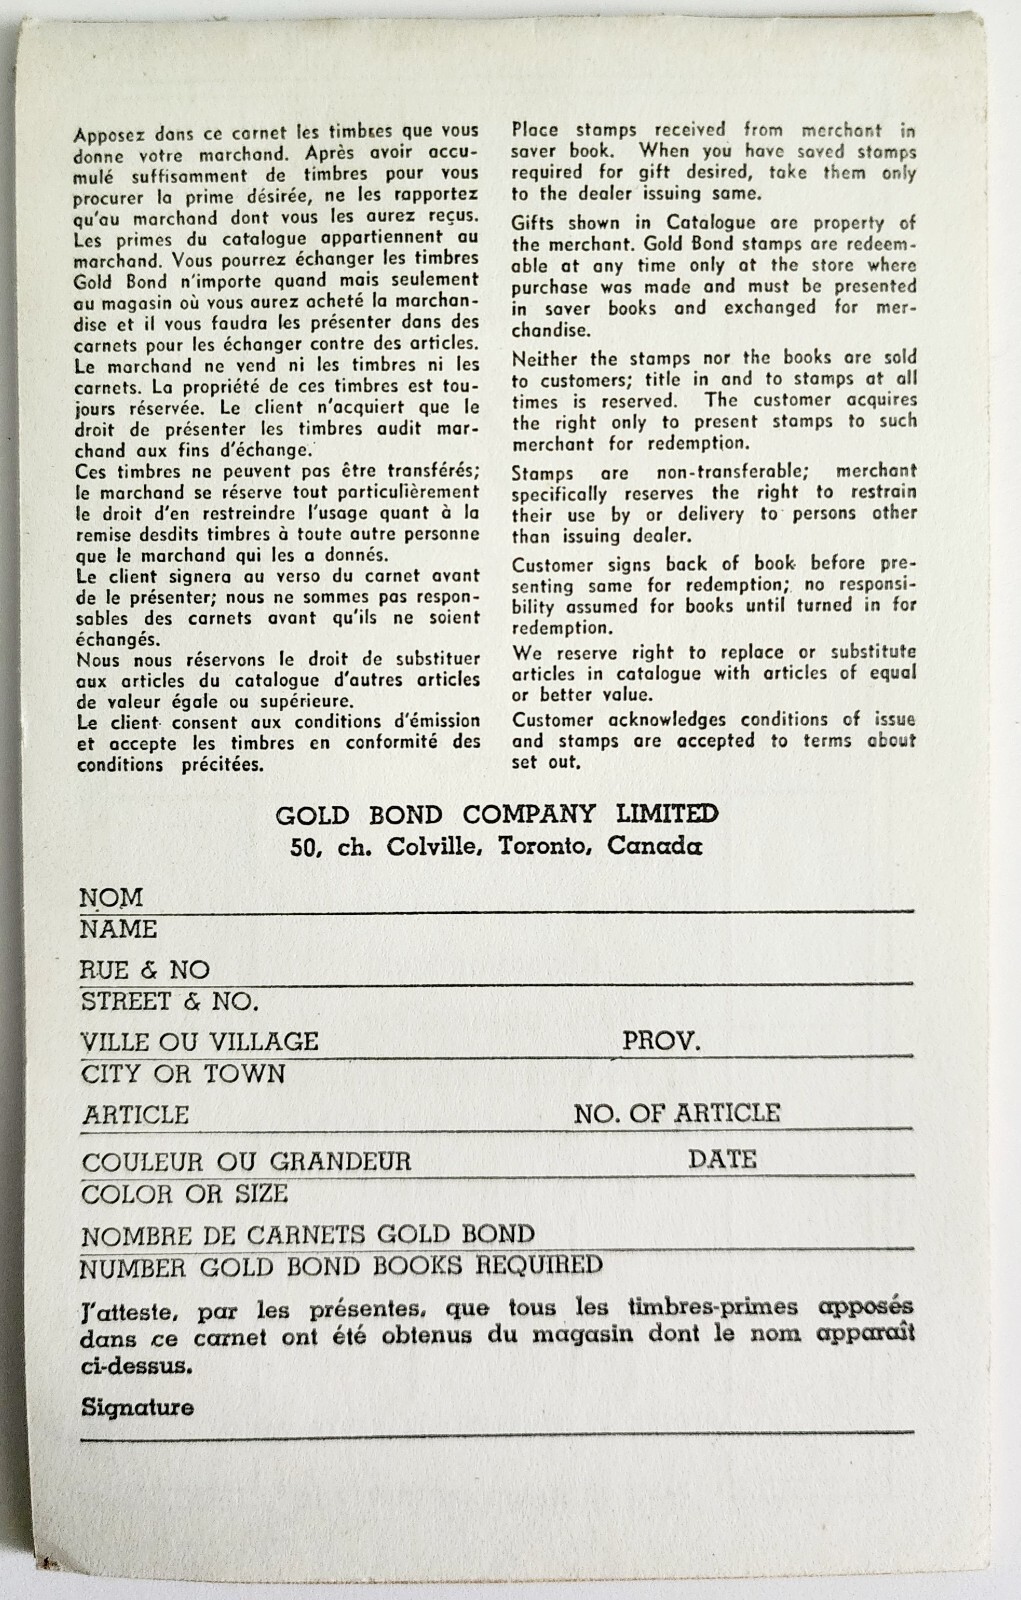 Apposez dans ce carnet les timbres que vous
donne votre marchand. Après avoir accu-
mulé suffisamment de timbres pour vous
procurer la prime désirée, ne les rapportez
qu'au marchand dont vous les aurez reçus.
Les primes du catalogue appartiennent au
marchand. Vous pourrez échanger les timbres
Gold Bond n'importe quand mais seulement
au magasin où vous aurez acheté la marchan-
dise et il vous faudra les présenter dans des
carnets pour les échanger contre des articles.
Le marchand ne vend ni les timbres ni les
carnets. La propriété de ces timbres est tou-
jours réservée. Le client n'acquiert que le
droit de présenter les timbres audit mar-
chand aux fins d'échange.
Ces timbres ne peuvent pas être transférés;
le marchand se réserve tout particulièrement
le droit d'en restreindre l'usage quant à la
remise desdits timbres à toute autre personne
que le marchand qui les a donnés.
Le client signera au verso du carnet avant
de le présenter; nous ne sommes pas respon-
sables des carnets avant qu'ils ne soient
échangés.
Nous nous réservons le droit de substituer
aux articles du catalogue d'autres articles
de valeur égale ou supérieure.
Le client consent aux conditions d'émission
et accepte les timbres en conformité des
conditions précitées.
Place stamps received from merchant in
saver book. When you have saved stamps
required for gift desired, take them only
to the dealer issuing same.
Gifts shown in Catalogue are property of
the merchant. Gold Bond stamps are redeem-
able at any time only at the store where
purchase was made and must be presented
in saver books and exchanged for mer-
chandise.
Neither the stamps nor the books are sold
to customers; title in and to stamps at all
times is reserved. The customer acquires
the right only to present stamps to such
merchant for redemption.
Stamps are non-transferable; merchant
specifically reserves the right to restrain
their use by or delivery to persons other
than issuing dealer.
Customer signs back of book before pre-
senting same for redemption; no responsi-
bility assumed for books until turned in for
redemption.
We reserve right to replace or substitute
articles in catalogue with articles of equal
or better value.
Customer acknowledges conditions of issue
and stamps are accepted to terms about
set out.
GOLD BOND COMPANY LIMITED
50, ch. Colville, Toronto, Canada
NOM
NAME
RUE & NO
STREET & NO.
VILLE OU VILLAGE PROV.
CITY OR TOWN
ARTICLE NO. OF ARTICLE
COULEUR OU GRANDEUR DATE
COLOR OR SIZE
NOMBRE DE CARNETS GOLD BOND
NUMBER GOLD BOND BOOKS REQUIRED
J'atteste, par les présentes, que tous les timbres-primes apposés
dans ce carnet ont été obtenus du magasin dont le nom apparaît
ci-dessus.
Signature